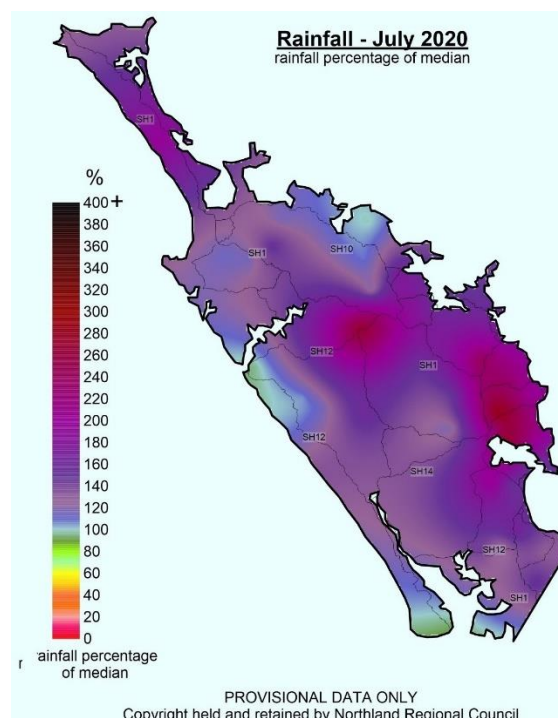 Rainfall - July 2020
rainfall percentage of median
SH1
%
400 +
380
360
340
320
300
280
260
240
220
200
180
160
140
120
100
80
60
40
20
0
SH1
SH10
SH12
SH1
SH12
SH14
SH12
SH1
r rainfall percentage
of median
PROVISIONAL DATA ONLY
Copyright held and retained by Northland Regional Council